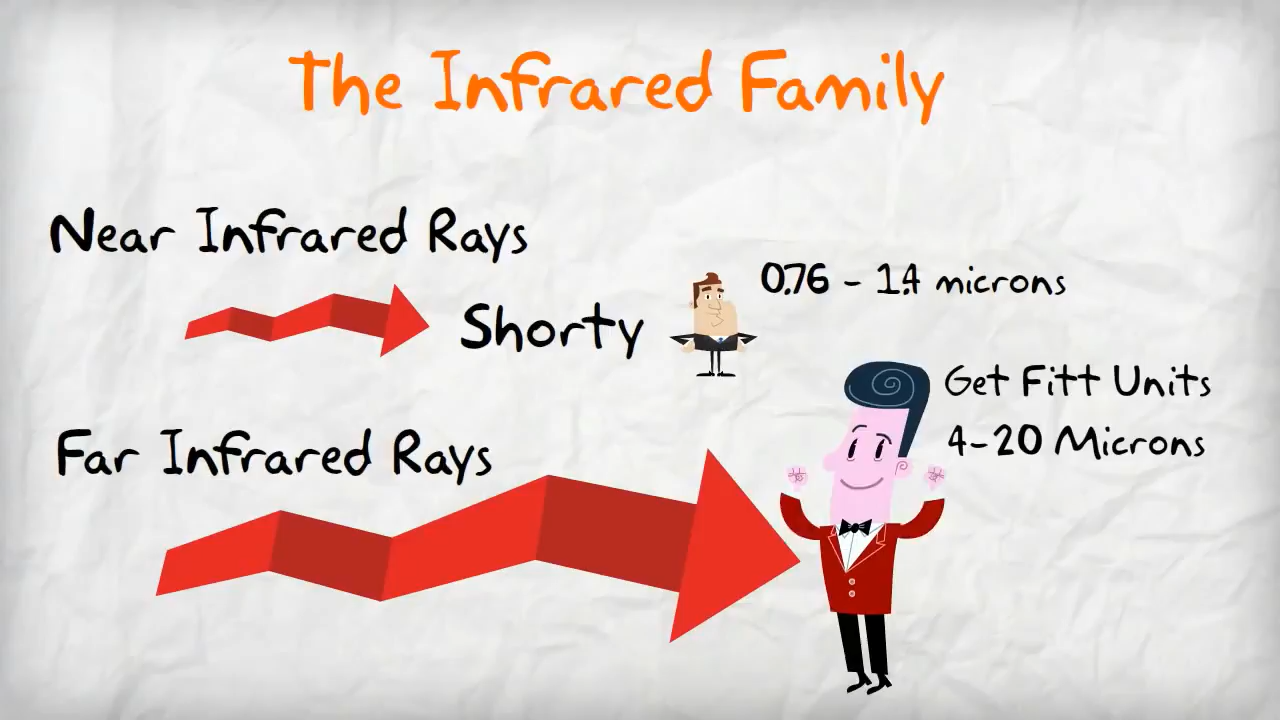 The Infrared Family
Near Infrared Rays
0.76 - 1.4 microns
Shorty
Get Fitt Units
4-20 Microns
Far Infrared Rays